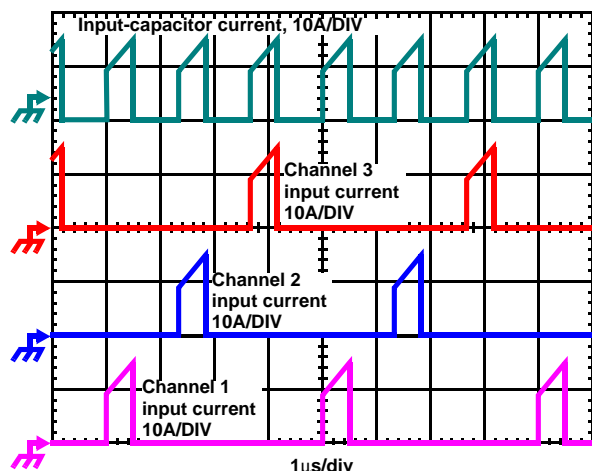 Input-capacitor current, 10A/DIV
Channel 3
input current
10A/DIV
Channel 2
input current
10A/DIV
Channel 1
input current
10A/DIV
1us/div